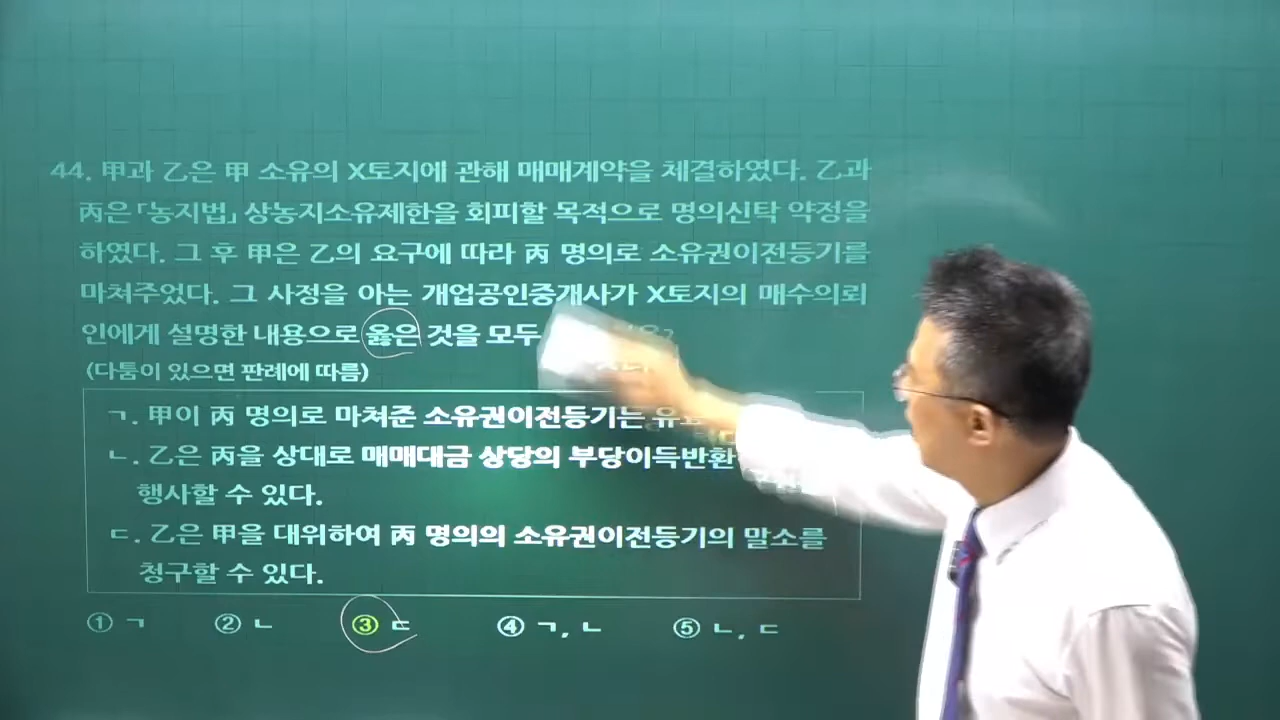 44. 甲과 乙은 甲 소유의 X토지에 관해 매매계약을 체결하였다. 乙과
丙은「농지법」상농지소유제한을 회피할 목적으로 명의신탁 약정을
하였다. 그 후 甲은 乙의 요구에 따라 丙 명의로 소유권이전등기를
마쳐주었다. 그 사정을 아는 개업공인중개사가 X토지의 매수의뢰
인에게 설명한 내용으로 옳은 것을 모두
(다툼이 있으면 판례에 따름)
ㄱ. 甲이 丙 명의로 마쳐준 소유권이전등기는
ㄴ. 乙은 丙을 상대로 매매대금 상당의 부당이득반환
행사할 수 있다.
ㄷ. 乙은 甲을 대위하여 丙 명의의 소유권이전등기의 말소를
청구할 수 있다.
① ㄱ ② ㄴ ③ ㄷ ④ ㄱ, ㄴ ⑤ ㄴ, ㄷ